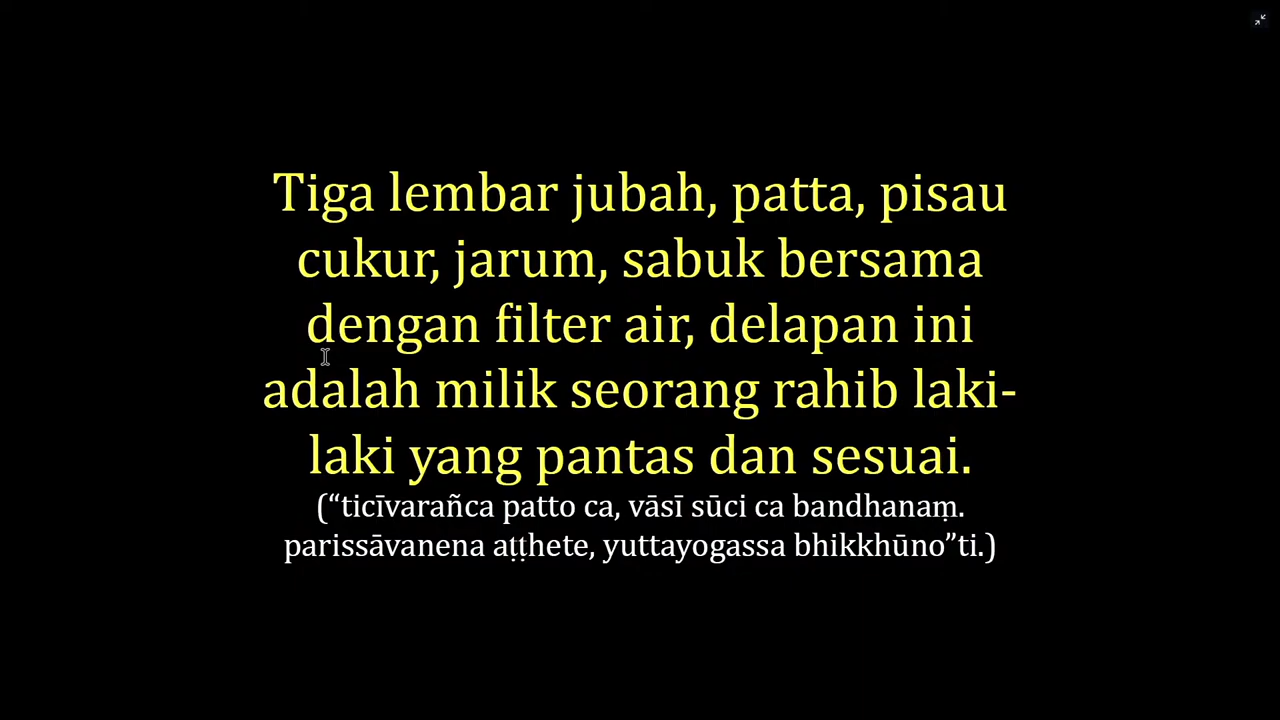 Tiga lembar jubah, patta, pisau
cukur, jarum, sabuk bersama
dengan filter air, delapan ini
adalah milik seorang rahib laki-
laki yang pantas dan sesuai.
(“ticīvarañca patto ca, vāsī sūci ca bandhanaṃ.
parissāvanena aṭṭhete, yuttayogassa bhikkhūno”ti.)